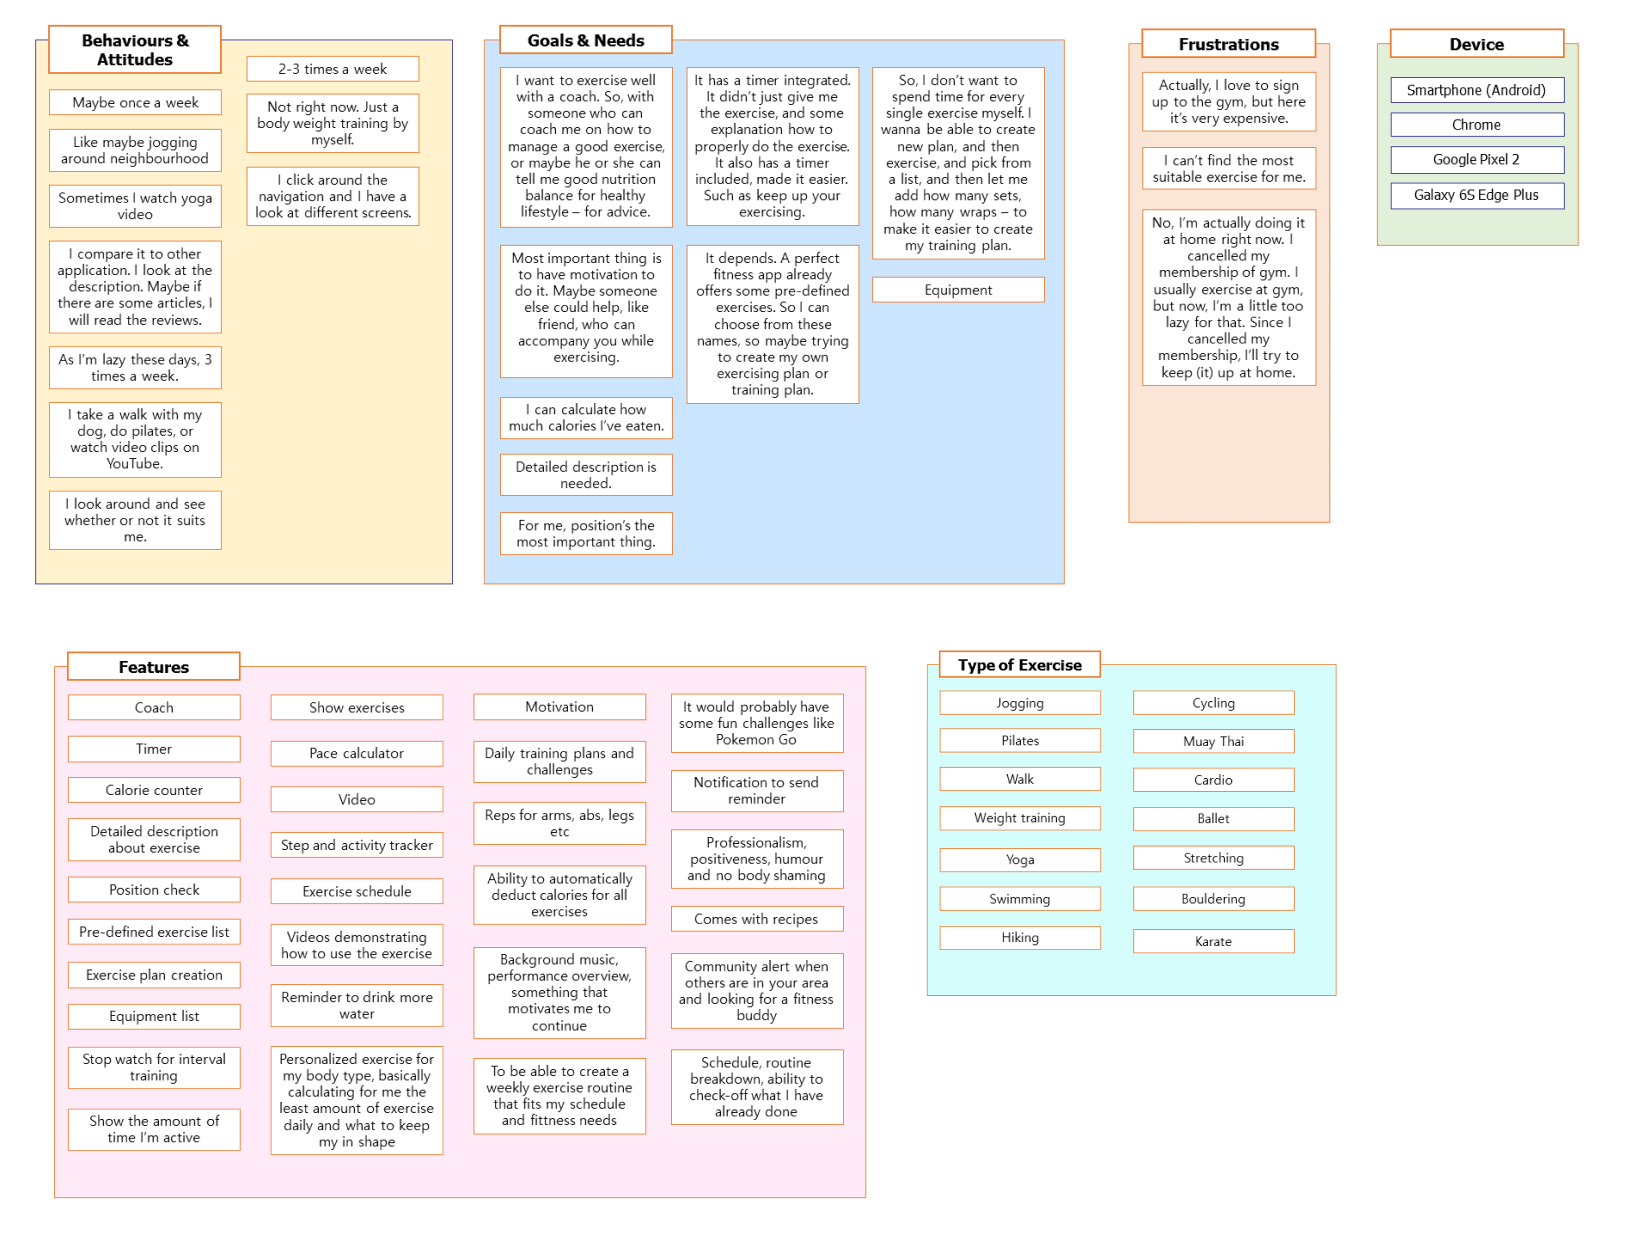 Behaviours &
Attitudes
Maybe once a week
Like maybe jogging
around neighbourhood
Sometimes I watch yoga
video
I compare it to other
application. I look at the
description. Maybe if
there are some articles, I
will read the reviews.
As I’m lazy these days, 3
times a week.
I take a walk with my
dog, do pilates, or
watch video clips on
YouTube.
I look around and see
whether or not it suits
me.
2-3 times a week
Not right now. Just a
body weight training by
myself.
I click around the
navigation and I have a
look at different screens.
Goals & Needs
I want to exercise well
with a coach. So, with
someone who can
coach me on how to
manage a good exercise,
or maybe he or she can
tell me good nutrition
balance for healthy
lifestyle – for advice.
Most important thing is
to have motivation to
do it. Maybe someone
else could help, like
friend, who can
accompany you while
exercising.
I can calculate how
much calories I’ve eaten.
Detailed description is
needed.
For me, position’s the
most important thing.
It has a timer integrated.
It didn’t just give me
the exercise, and some
explanation how to
properly do the exercise.
It also has a timer
included, made it easier.
Such as keep up your
exercising.
It depends. A perfect
fitness app already
offers some pre-defined
exercises. So I can
choose from these
names, so maybe trying
to create my own
exercising plan or
training plan.
So, I don’t want to
spend time for every
single exercise myself. I
wanna be able to create
new plan, and then
exercise, and pick from
a list, and then let me
add how many sets,
how many wraps – to
make it easier to create
my training plan.
Equipment
Frustrations
Actually, I love to sign
up to the gym, but here
it’s very expensive.
I can’t find the most
suitable exercise for me.
No, I’m actually doing it
at home right now. I
cancelled my
membership of gym. I
usually exercise at gym,
but now, I’m a little too
lazy for that. Since I
cancelled my
membership, I’ll try to
keep (it) up at home.
Device
Smartphone (Android)
Chrome
Google Pixel 2
Galaxy 6S Edge Plus
Features
Coach
Timer
Calorie counter
Detailed description
about exercise
Position check
Pre-defined exercise list
Exercise plan creation
Equipment list
Stop watch for interval
training
Show the amount of
time I’m active
Show exercises
Pace calculator
Video
Step and activity tracker
Exercise schedule
Videos demonstrating
how to use the exercise
Reminder to drink more
water
Personalized exercise for
my body type, basically
calculating for me the
least amount of exercise
daily and what to keep
my in shape
Motivation
Daily training plans and
challenges
Reps for arms, abs, legs
etc
Ability to automatically
deduct calories for all
exercises
Background music,
performance overview,
something that
motivates me to
continue
To be able to create a
weekly exercise routine
that fits my schedule
and fittness needs
It would probably have
some fun challenges like
Pokemon Go
Notification to send
reminder
Professionalism,
positiveness, humour
and no body shaming
Comes with recipes
Community alert when
others are in your area
and looking for a fitness
buddy
Schedule, routine
breakdown, ability to
check-off what I have
already done
Type of Exercise
Jogging
Pilates
Walk
Weight training
Yoga
Swimming
Hiking
Cycling
Muay Thai
Cardio
Ballet
Stretching
Bouldering
Karate